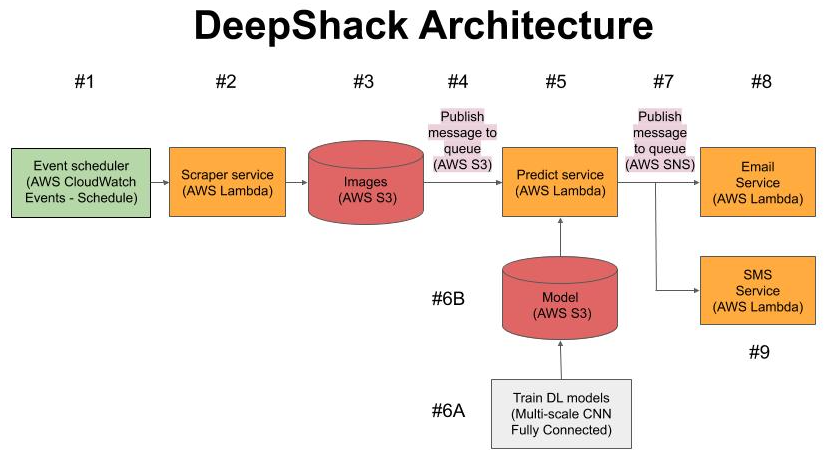 DeepShack Architecture
#1
#2
#3
#4
#5
#7
#8
Publish
message to
queue
(AWS S3)
Publish
message
to queue
(AWS SNS)
Event scheduler
(AWS CloudWatch
Events - Schedule)
Scraper service
(AWS Lambda)
Images
(AWS S3)
Predict service
(AWS Lambda)
Email
Service
(AWS Lambda)
#6B
Model
(AWS S3)
SMS
Service
(AWS Lambda)
#9
#6A
Train DL models
(Multi-scale CNN
Fully Connected)